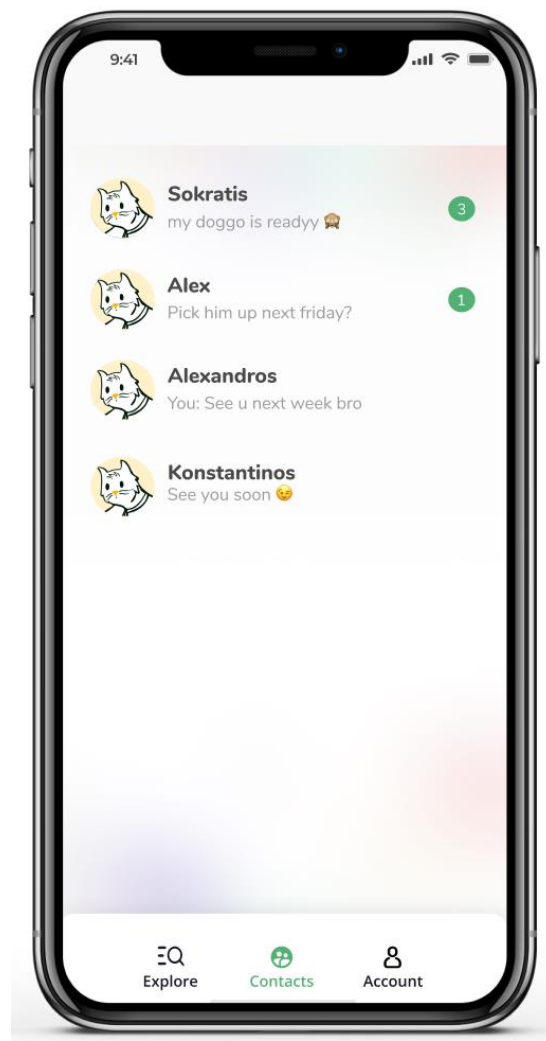 9:41
Sokratis
my doggo is readyy 🙈
3
Alex
Pick him up next friday?
1
Alexandros
You: See u next week bro
Konstantinos
See you soon 😉
Explore
Contacts
Account